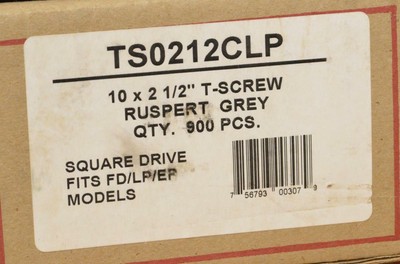 TS0212CLP
10 x 2 1/2" T-SCREW
RUSPERT GREY
QTY. 900 PCS.
SQUARE DRIVE
FITS FD/LP/EP
MODELS
7 56793 00307 9